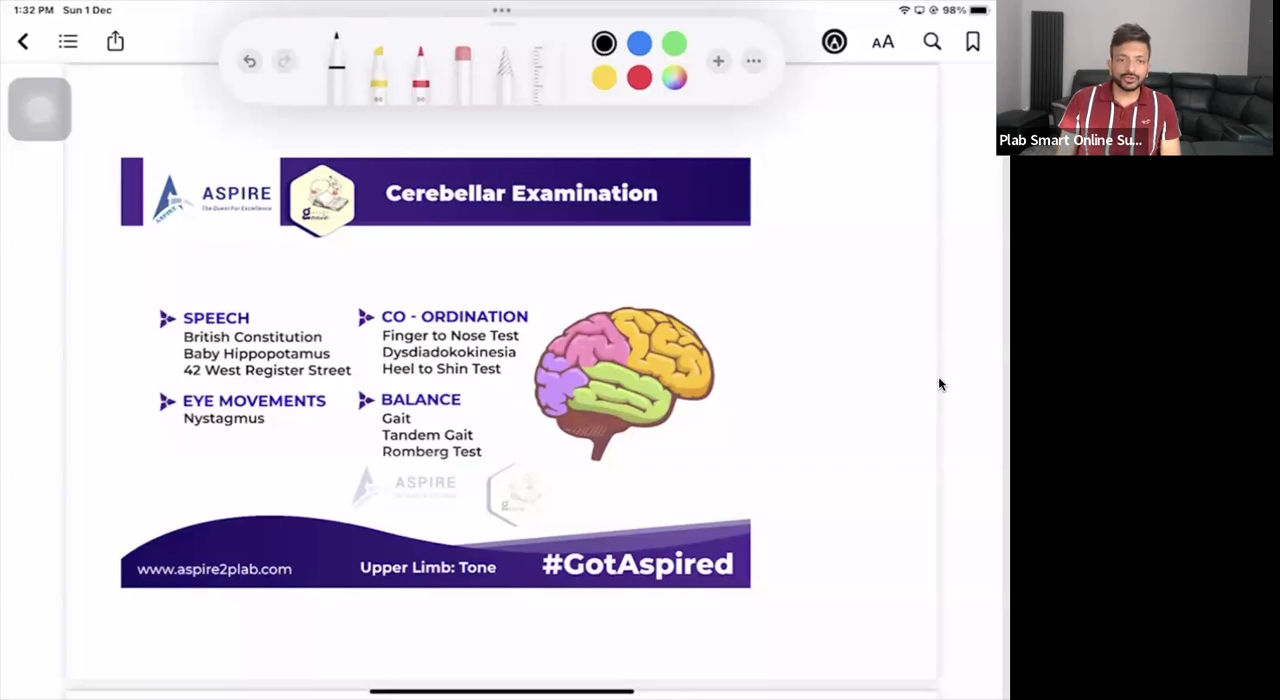 1:32 PM Sun 1 Dec
98%
AA
Plab Smart Online Su...
ASPIRE
The Quest For Excellence
Cerebellar Examination
SPEECH
British Constitution
Baby Hippopotamus
42 West Register Street
EYE MOVEMENTS
Nystagmus
CO - ORDINATION
Finger to Nose Test
Dysdiadokokinesia
Heel to Shin Test
BALANCE
Gait
Tandem Gait
Romberg Test
ASPIRE
www.aspire2plab.com
Upper Limb: Tone
#GotAspired